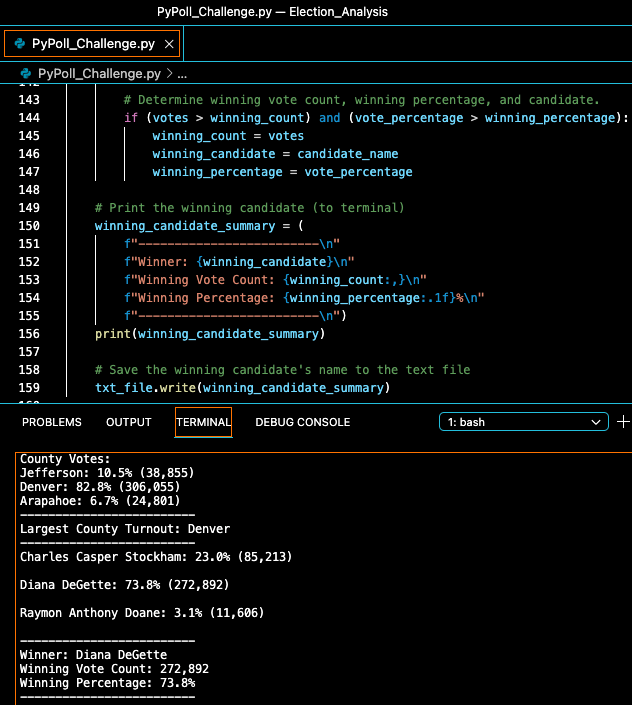 PyPoll_Challenge.py — Election_Analysis
PyPoll_Challenge.py ×
PyPoll_Challenge.py > ...
143 # Determine winning vote count, winning percentage, and candidate.
144 if (votes > winning_count) and (vote_percentage > winning_percentage):
145 winning_count = votes
146 winning_candidate = candidate_name
147 winning_percentage = vote_percentage
148
149 # Print the winning candidate (to terminal)
150 winning_candidate_summary = (
151 f"-------------------------\n"
152 f"Winner: {winning_candidate}\n"
153 f"Winning Vote Count: {winning_count:,}\n"
154 f"Winning Percentage: {winning_percentage:.1f}%\n"
155 f"-------------------------\n")
156 print(winning_candidate_summary)
157
158 # Save the winning candidate's name to the text file
159 txt_file.write(winning_candidate_summary)
PROBLEMS OUTPUT TERMINAL DEBUG CONSOLE 1: bash +
County Votes:
Jefferson: 10.5% (38,855)
Denver: 82.8% (306,055)
Arapahoe: 6.7% (24,801)
-------------------------
Largest County Turnout: Denver
-------------------------
Charles Casper Stockham: 23.0% (85,213)
Diana DeGette: 73.8% (272,892)
Raymon Anthony Doane: 3.1% (11,606)
-------------------------
Winner: Diana DeGette
Winning Vote Count: 272,892
Winning Percentage: 73.8%
-------------------------